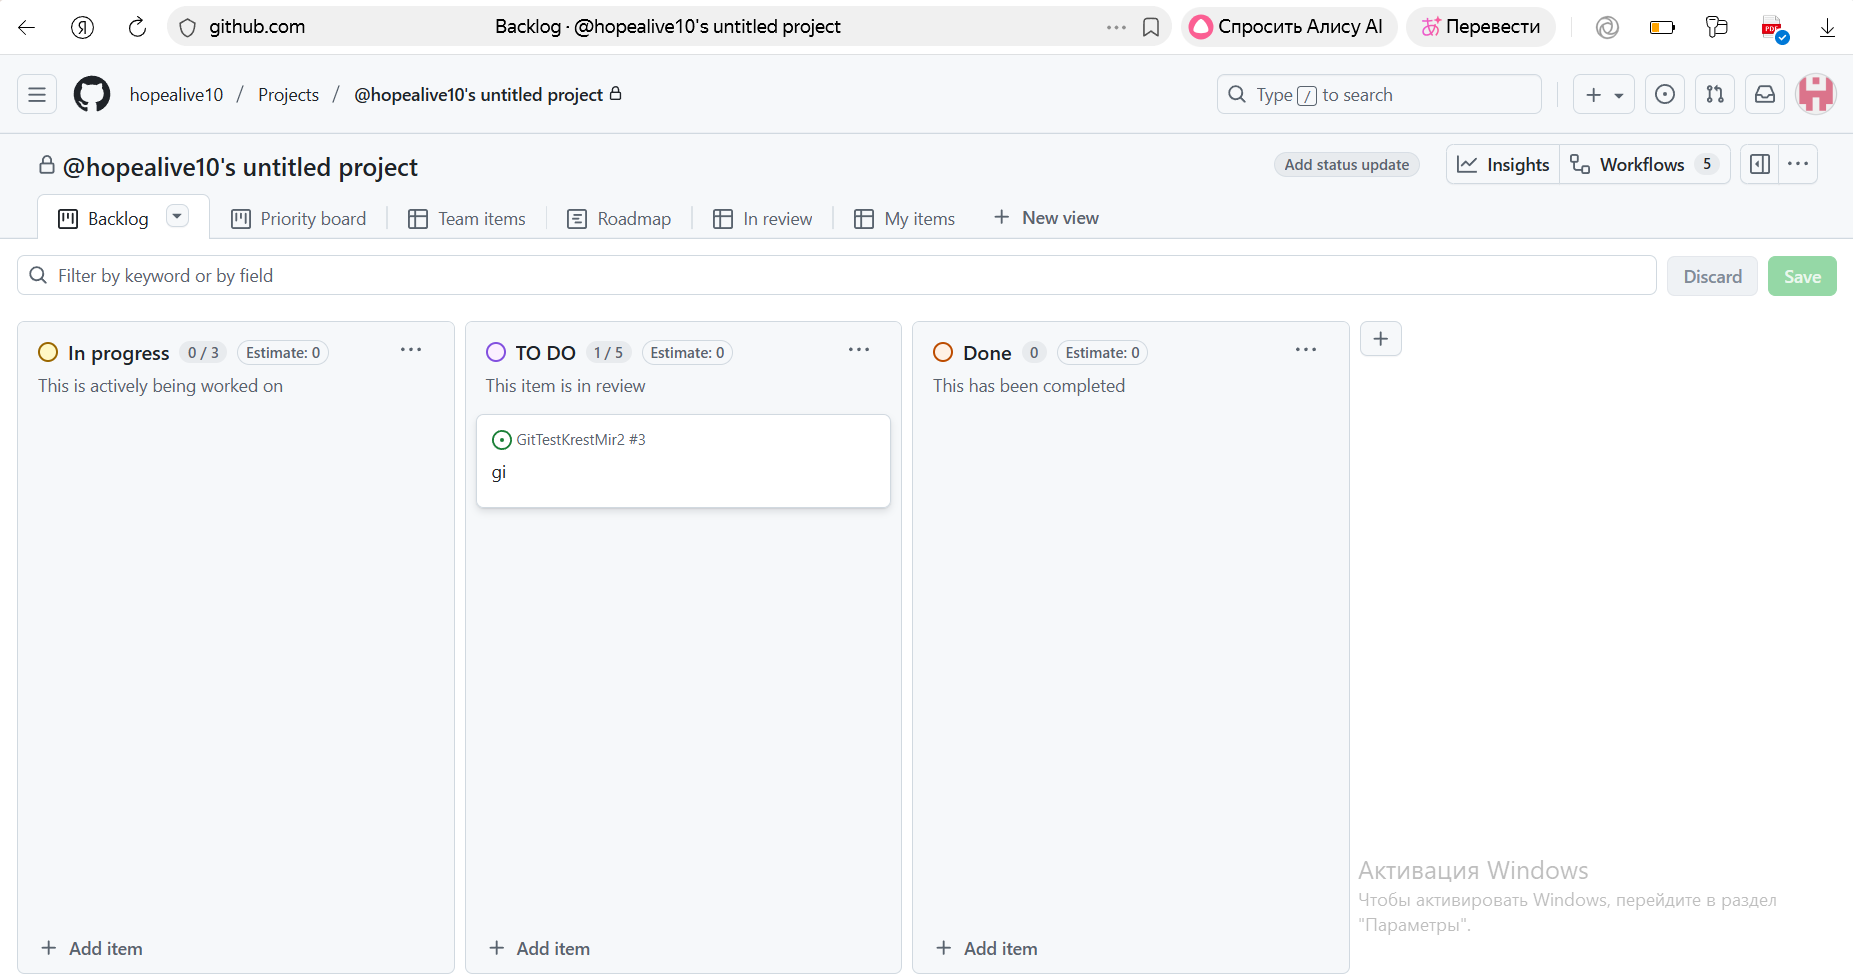 github.com
Backlog · @hopealive10's untitled project
Спросить Алису AI
Перевести
hopealive10 / Projects / @hopealive10's untitled project
Type / to search
@hopealive10's untitled project
Add status update
Insights
Workflows 5
Backlog
Priority board
Team items
Roadmap
In review
My items
New view
Filter by keyword or by field
Discard
Save
In progress 0 / 3 Estimate: 0
This is actively being worked on
Add item
TO DO 1 / 5 Estimate: 0
This item is in review
GitTestKrestMir2 #3
gi
Add item
Done 0 Estimate: 0
This has been completed
Add item
Активация Windows
Чтобы активировать Windows, перейдите в раздел
"Параметры".